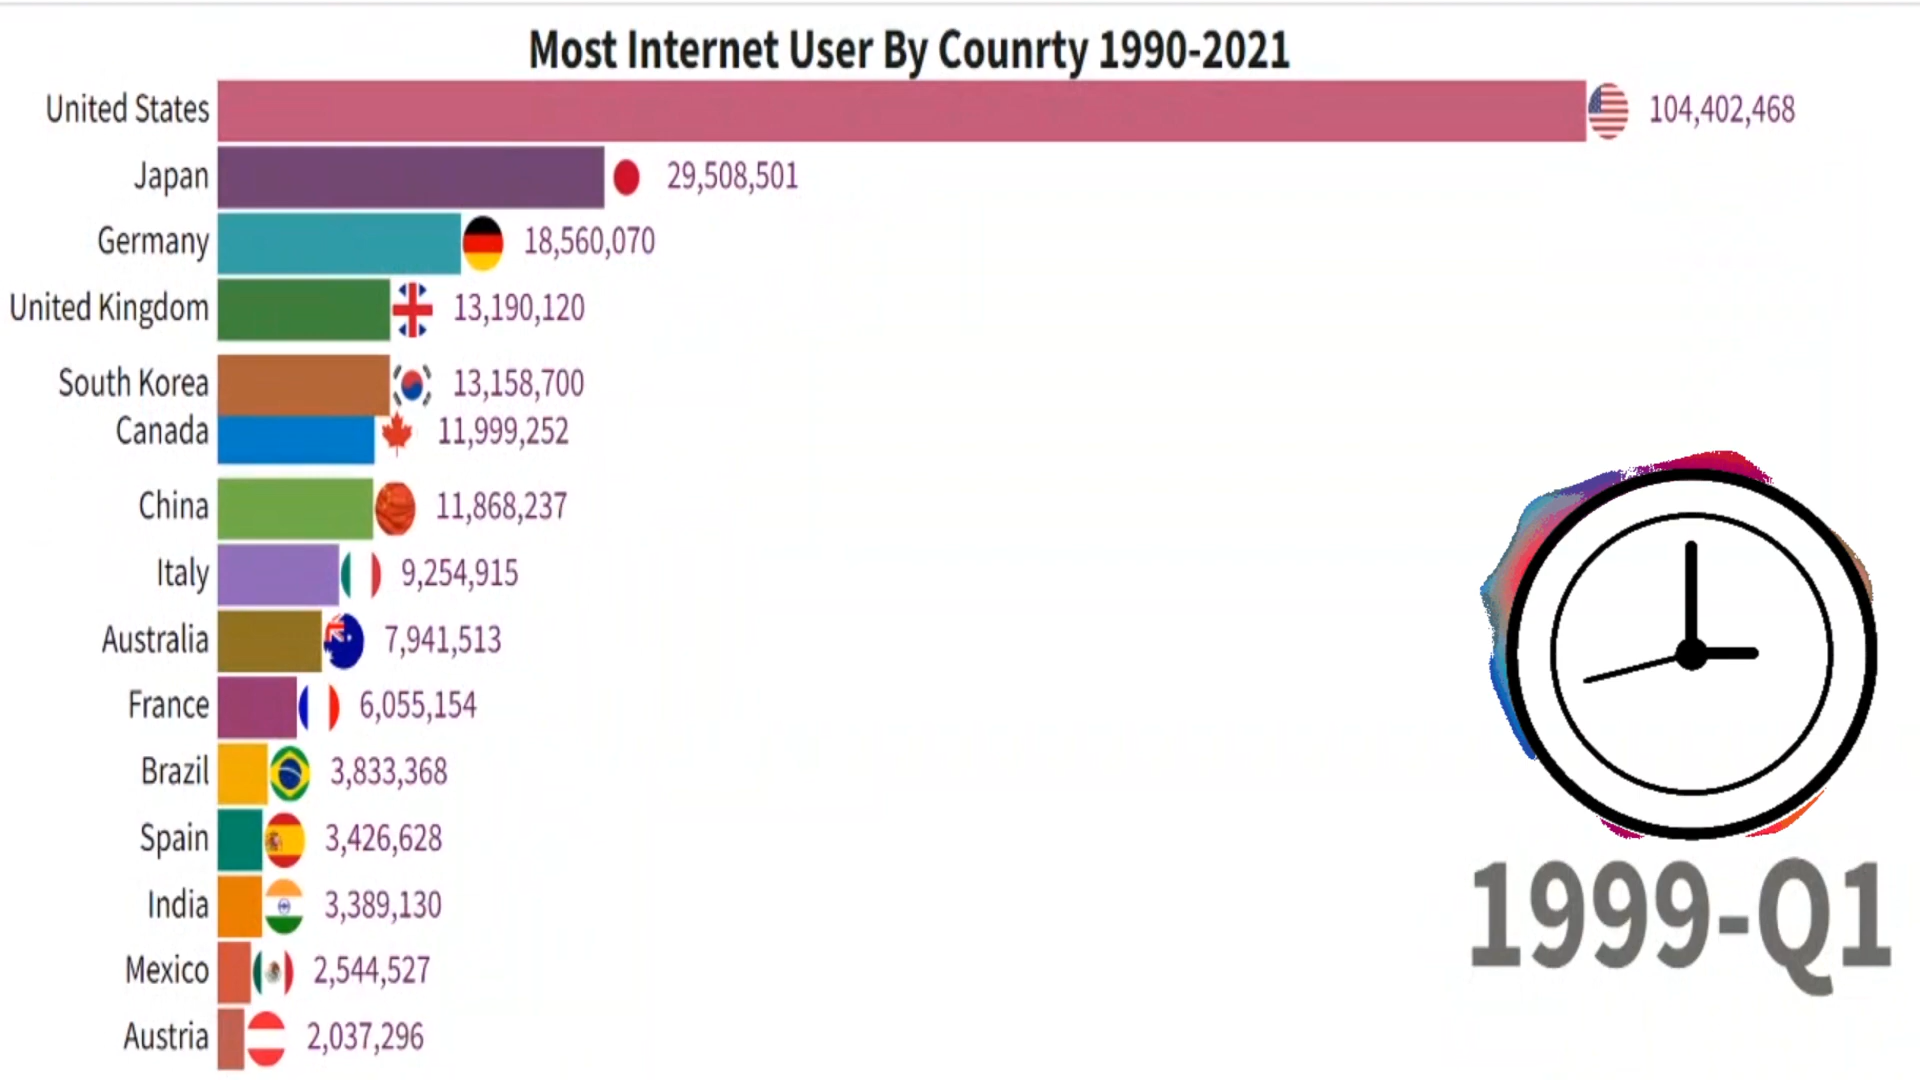 Most Internet User By Counrty 1990-2021
United States 104,402,468
Japan 29,508,501
Germany 18,560,070
United Kingdom 13,190,120
South Korea 13,158,700
Canada 11,999,252
China 11,868,237
Italy 9,254,915
Australia 7,941,513
France 6,055,154
Brazil 3,833,368
Spain 3,426,628
India 3,389,130
Mexico 2,544,527
Austria 2,037,296
1999-Q1